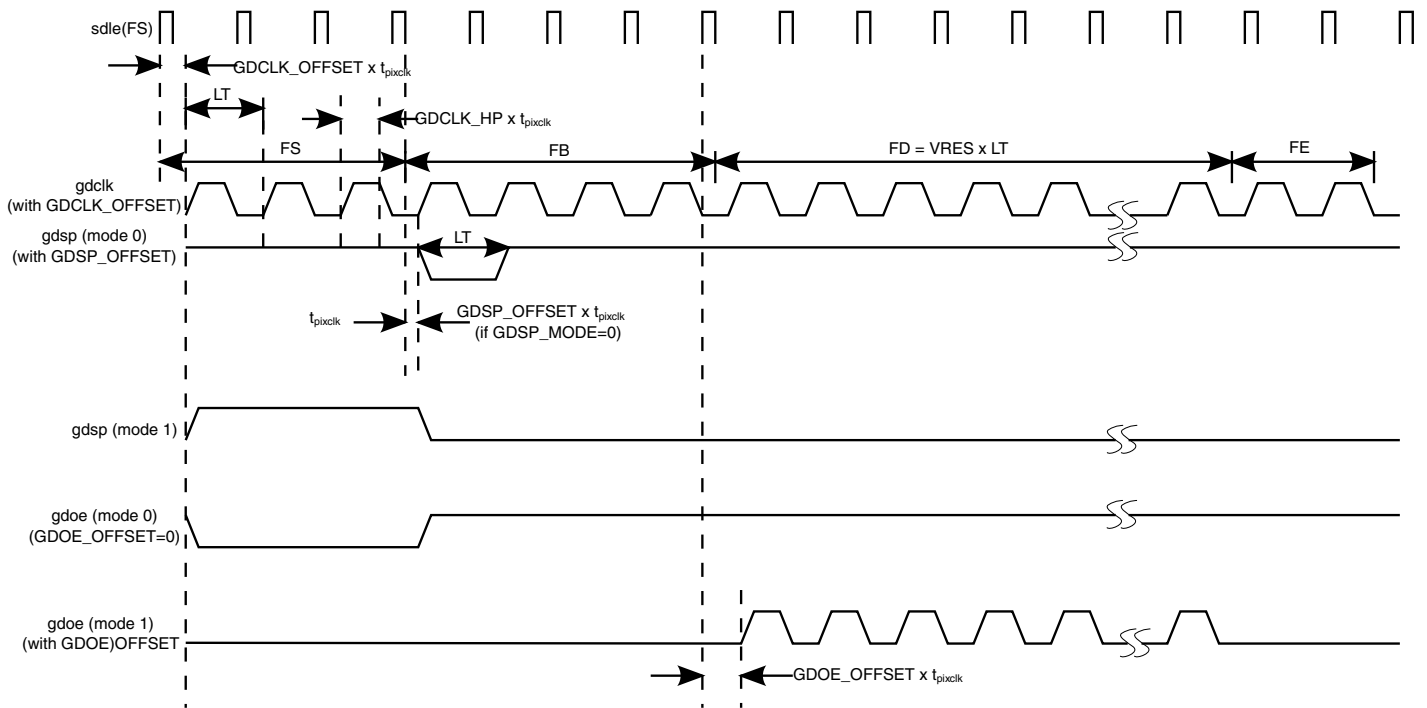 sdle(FS)
GDCLK_OFFSET x tpixclk
LT
GDCLK_HP x tpixclk
FS
FB
FD = VRES x LT
FE
gdclk
(with GDCLK_OFFSET)
gdsp (mode 0)
(with GDSP_OFFSET)
LT
tpixclk
GDSP_OFFSET x tpixclk
(if GDSP_MODE=0)
gdsp (mode 1)
gdoe (mode 0)
(GDOE_OFFSET=0)
gdoe (mode 1)
(with GDOE)OFFSET
GDOE_OFFSET x tpixclk